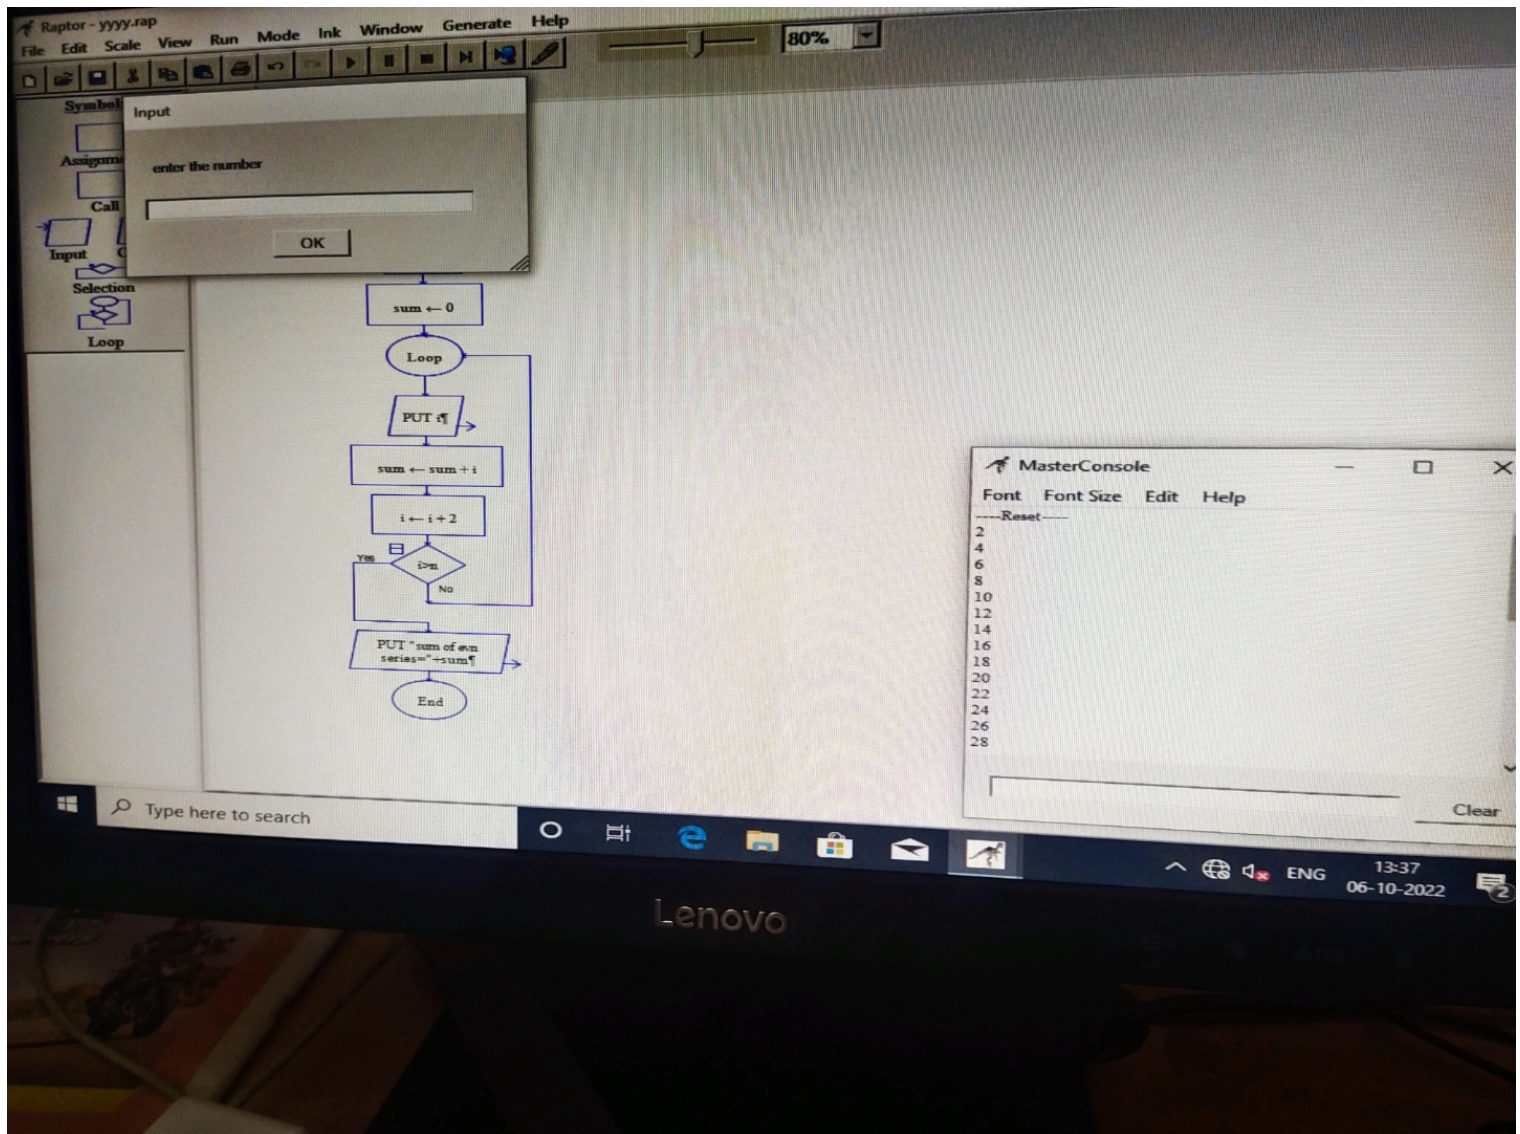 Raptor - yyyy.rap
File Edit Scale View Run Mode Ink Window Generate Help
80%
Symbols
Input
enter the number
OK
Assignme
Call
Input
Selection
Loop
sum ← 0
Loop
PUT i¶
sum ← sum + i
i ← i + 2
Yes
i>n
No
PUT "sum of evn
series="+sum¶
End
MasterConsole
Font Font Size Edit Help
----Reset----
2
4
6
8
10
12
14
16
18
20
22
24
26
28
Clear
Type here to search
ENG
13:37
06-10-2022
2
Lenovo